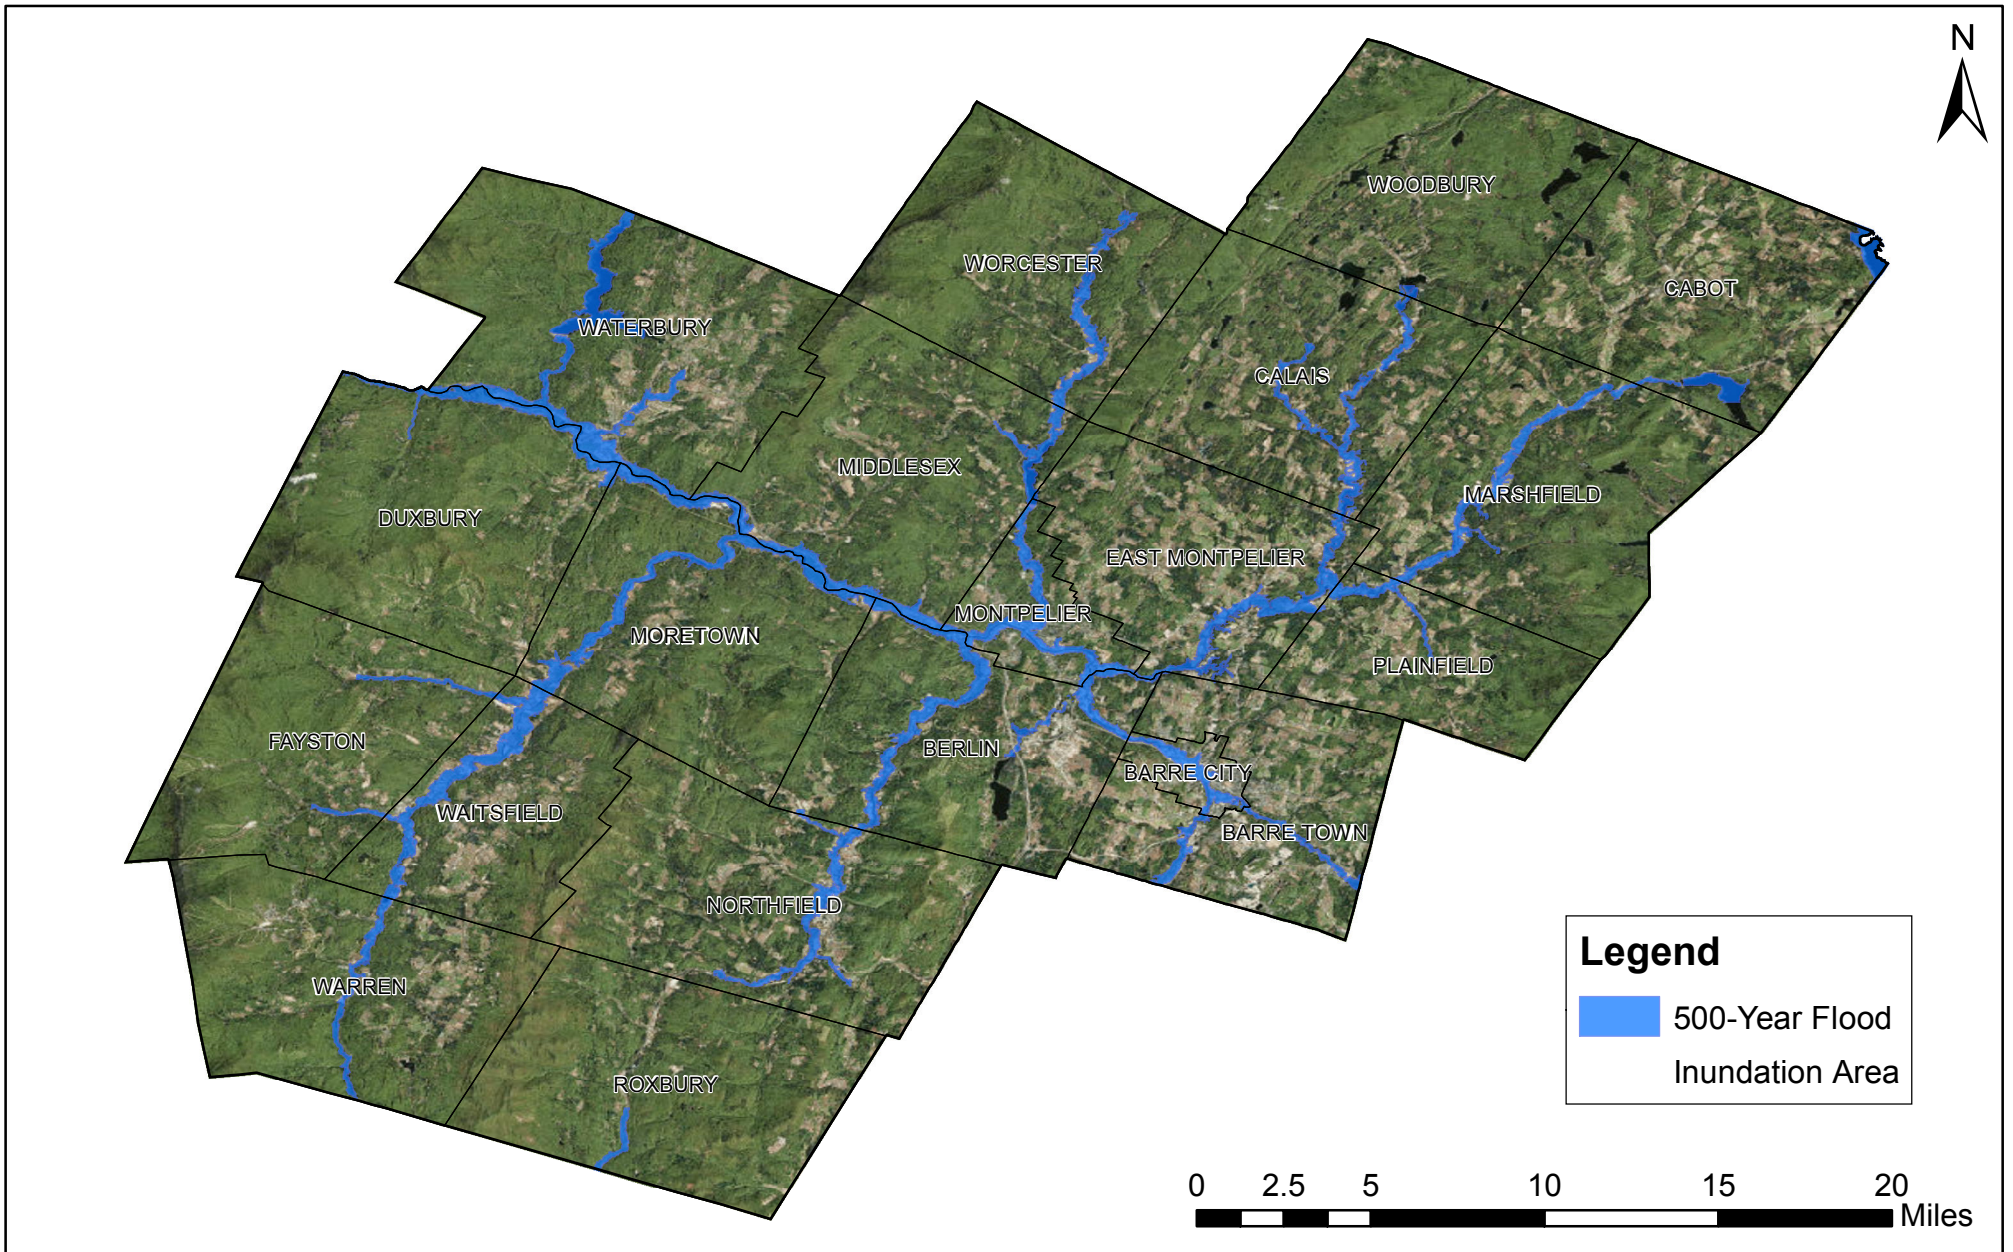 N
WOODBURY
WORCESTER
CABOT
WATERBURY
CALAIS
MIDDLESEX
MARSHFIELD
DUXBURY
EAST MONTPELIER
MONTPELIER
MORETOWN
PLAINFIELD
FAYSTON
BERLIN
BARRE CITY
WAITSFIELD
BARRE TOWN
NORTHFIELD
WARREN
ROXBURY
Legend
500-Year Flood
Inundation Area
0 2.5 5 10 15 20
Miles